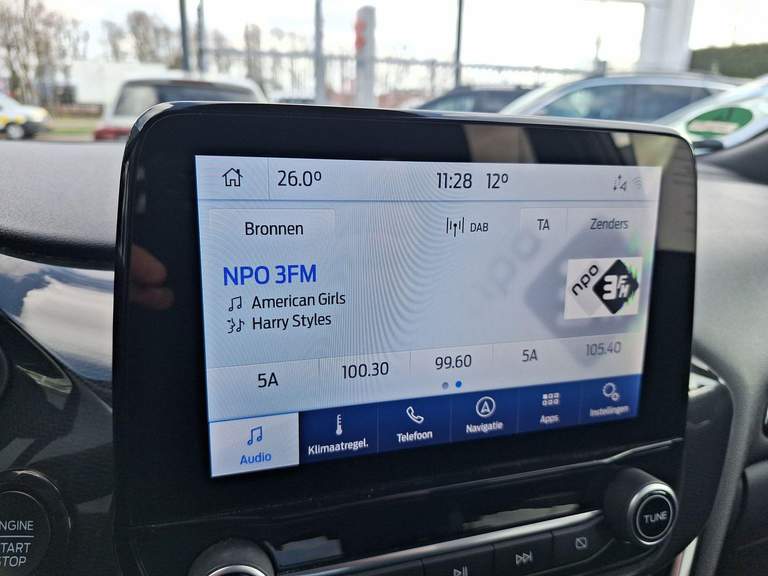 26.0° 11:28 12°
Bronnen DAB TA Zenders
NPO 3FM
American Girls
Harry Styles
npo 3FM
npo
5A 100.30 99.60 5A 105.40
Audio Klimaatregel. Telefoon Navigatie Apps Instellingen
ENGINE
START
STOP
TUNE